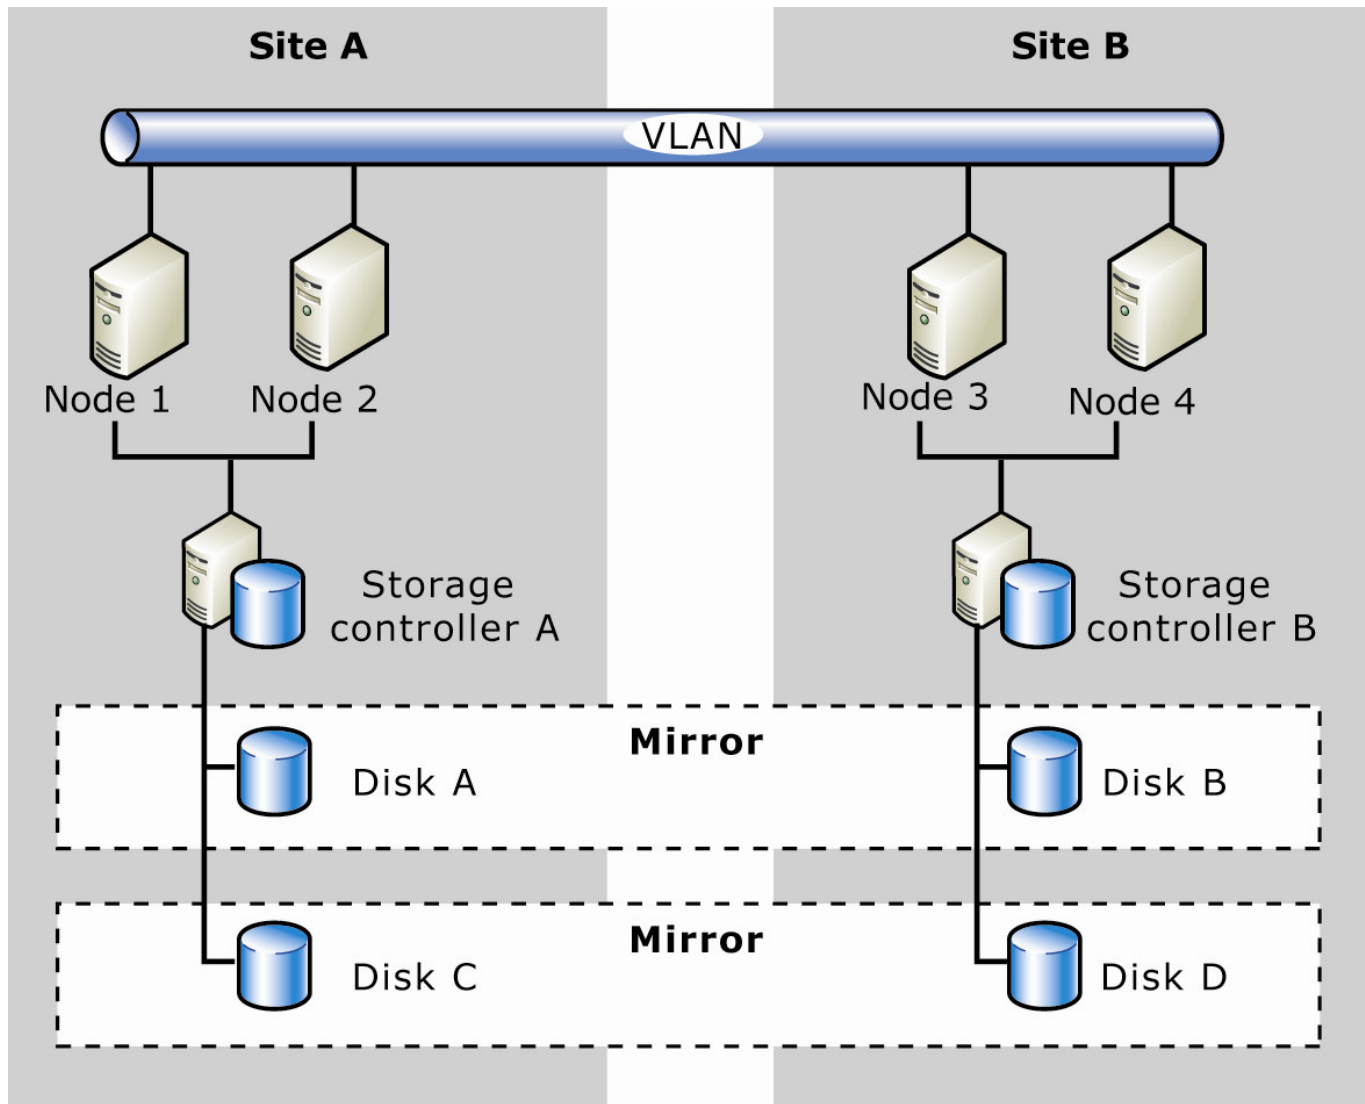 Site A
Site B
VLAN
Node 1
Node 2
Node 3
Node 4
Storage
controller A
Storage
controller B
Mirror
Disk A
Disk B
Mirror
Disk C
Disk D